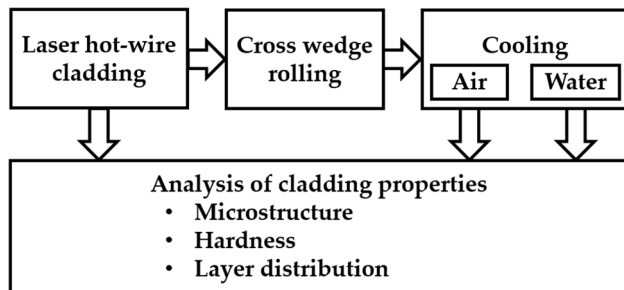 Laser hot-wire
cladding
Cross wedge
rolling
Cooling
Air
Water
Analysis of cladding properties
• Microstructure
• Hardness
• Layer distribution